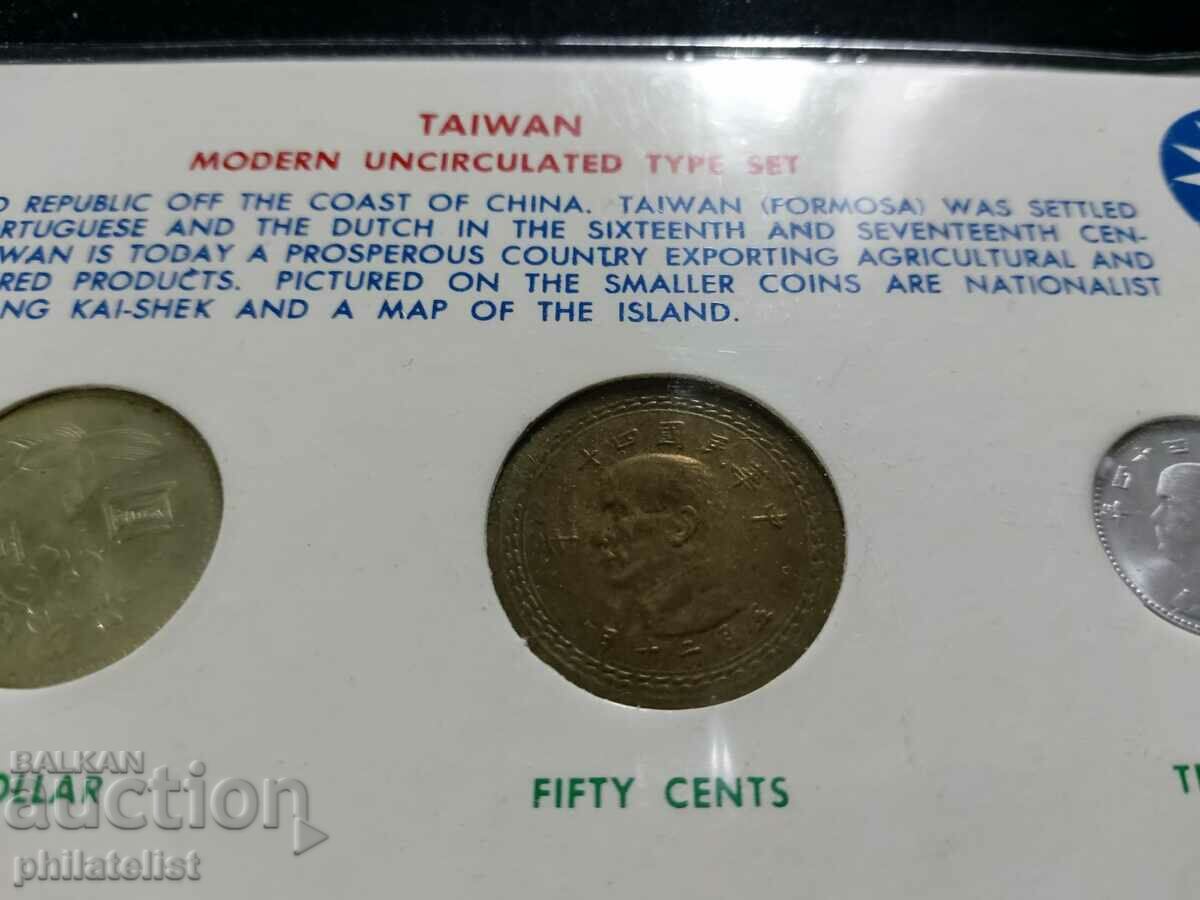 TAIWAN
MODERN UNCIRCULATED TYPE SET
REPUBLIC OFF THE COAST OF CHINA. TAIWAN (FORMOSA) WAS SETTLED
RTUGUESE AND THE DUTCH IN THE SIXTEENTH AND SEVENTEENTH CEN-
WAN IS TODAY A PROSPEROUS COUNTRY EXPORTING AGRICULTURAL AND
RED PRODUCTS. PICTURED ON THE SMALLER COINS ARE NATIONALIST
NG KAI-SHEK AND A MAP OF THE ISLAND.
OLLAR
FIFTY CENTS
BALKAN
auction
philatelist